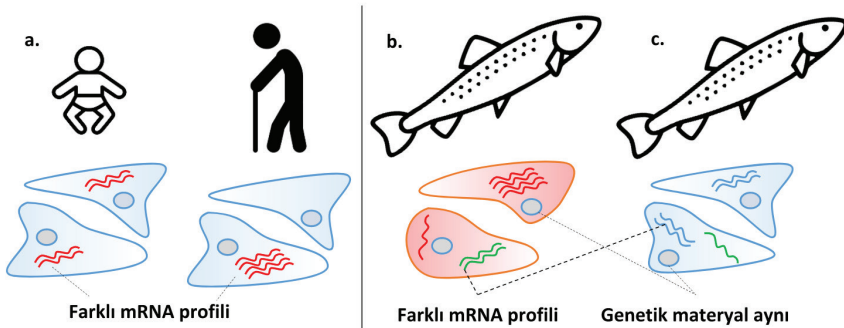 a.
b.
c.
Farklı mRNA profili
Farklı mRNA profili
Genetik materyal aynı